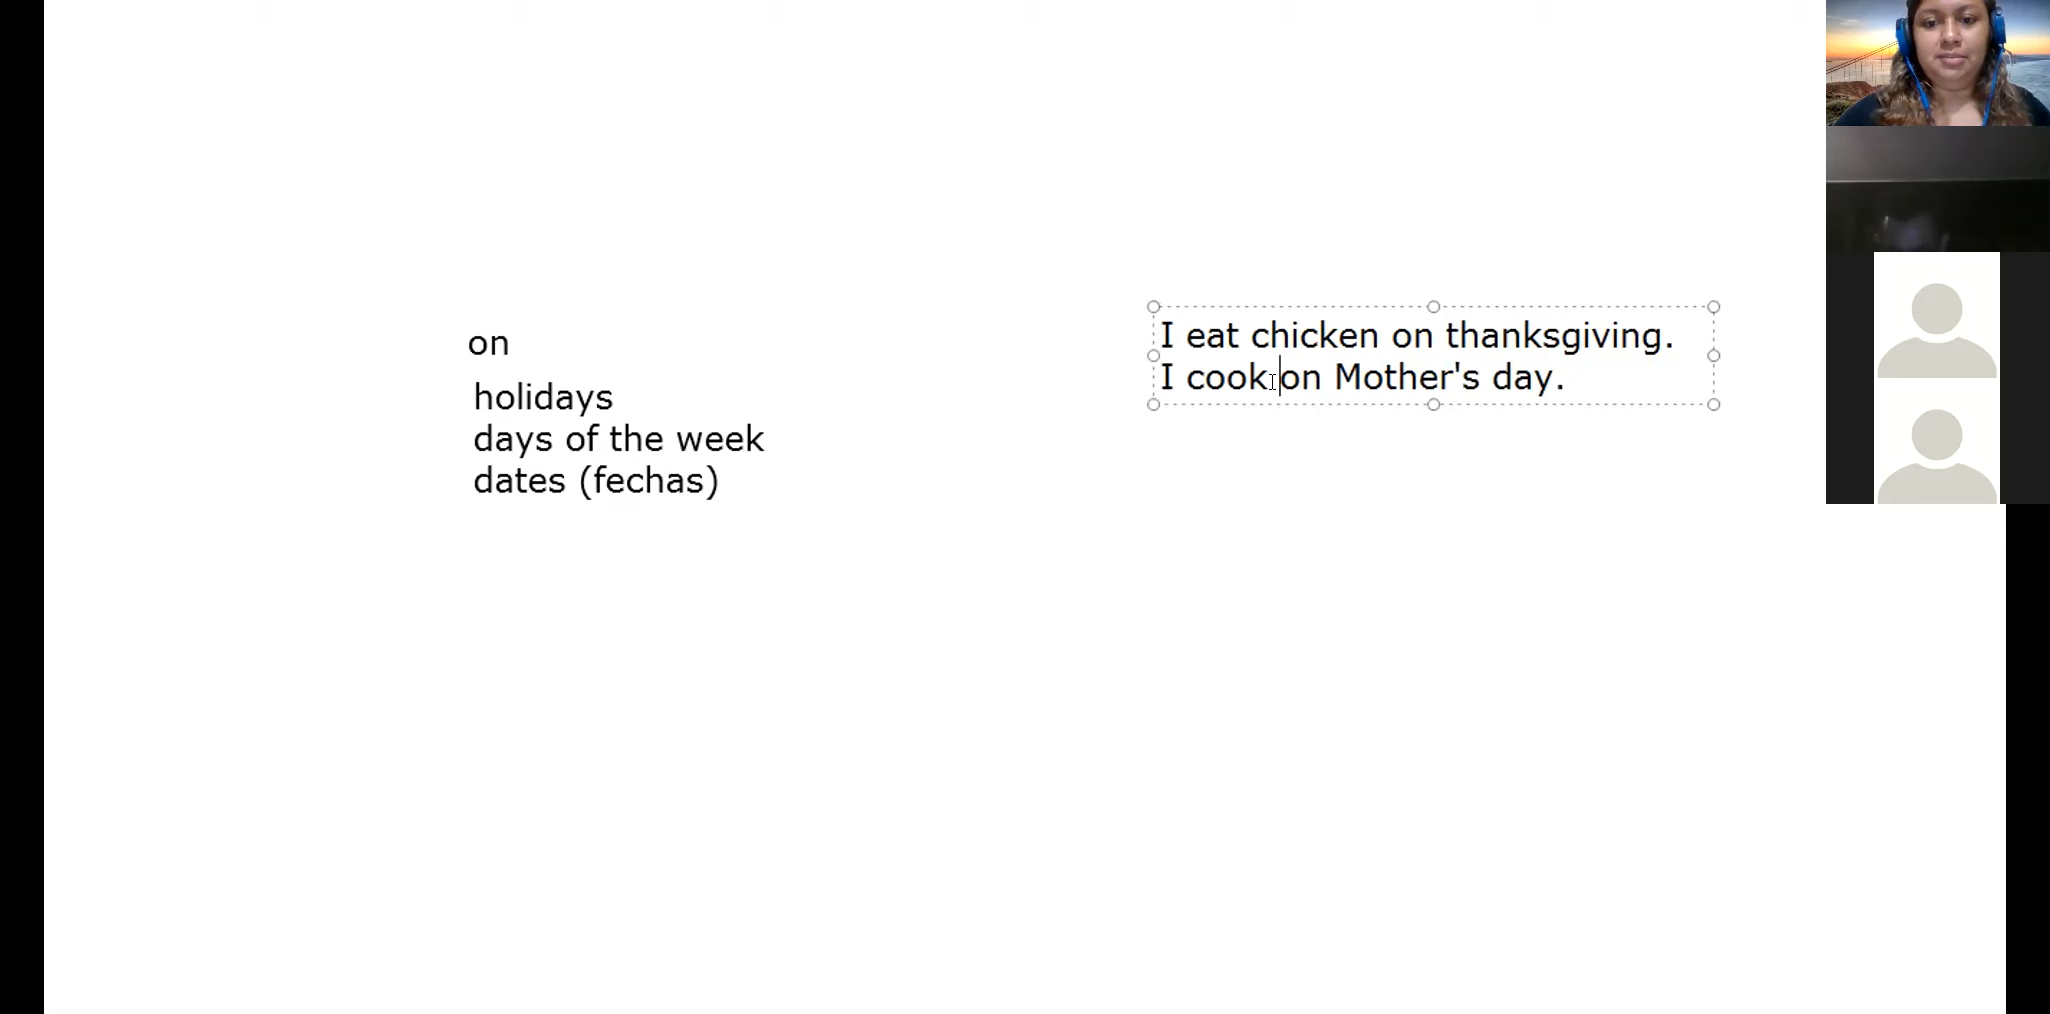 on
holidays
days of the week
dates (fechas)
I eat chicken on thanksgiving.
I cook on Mother's day.